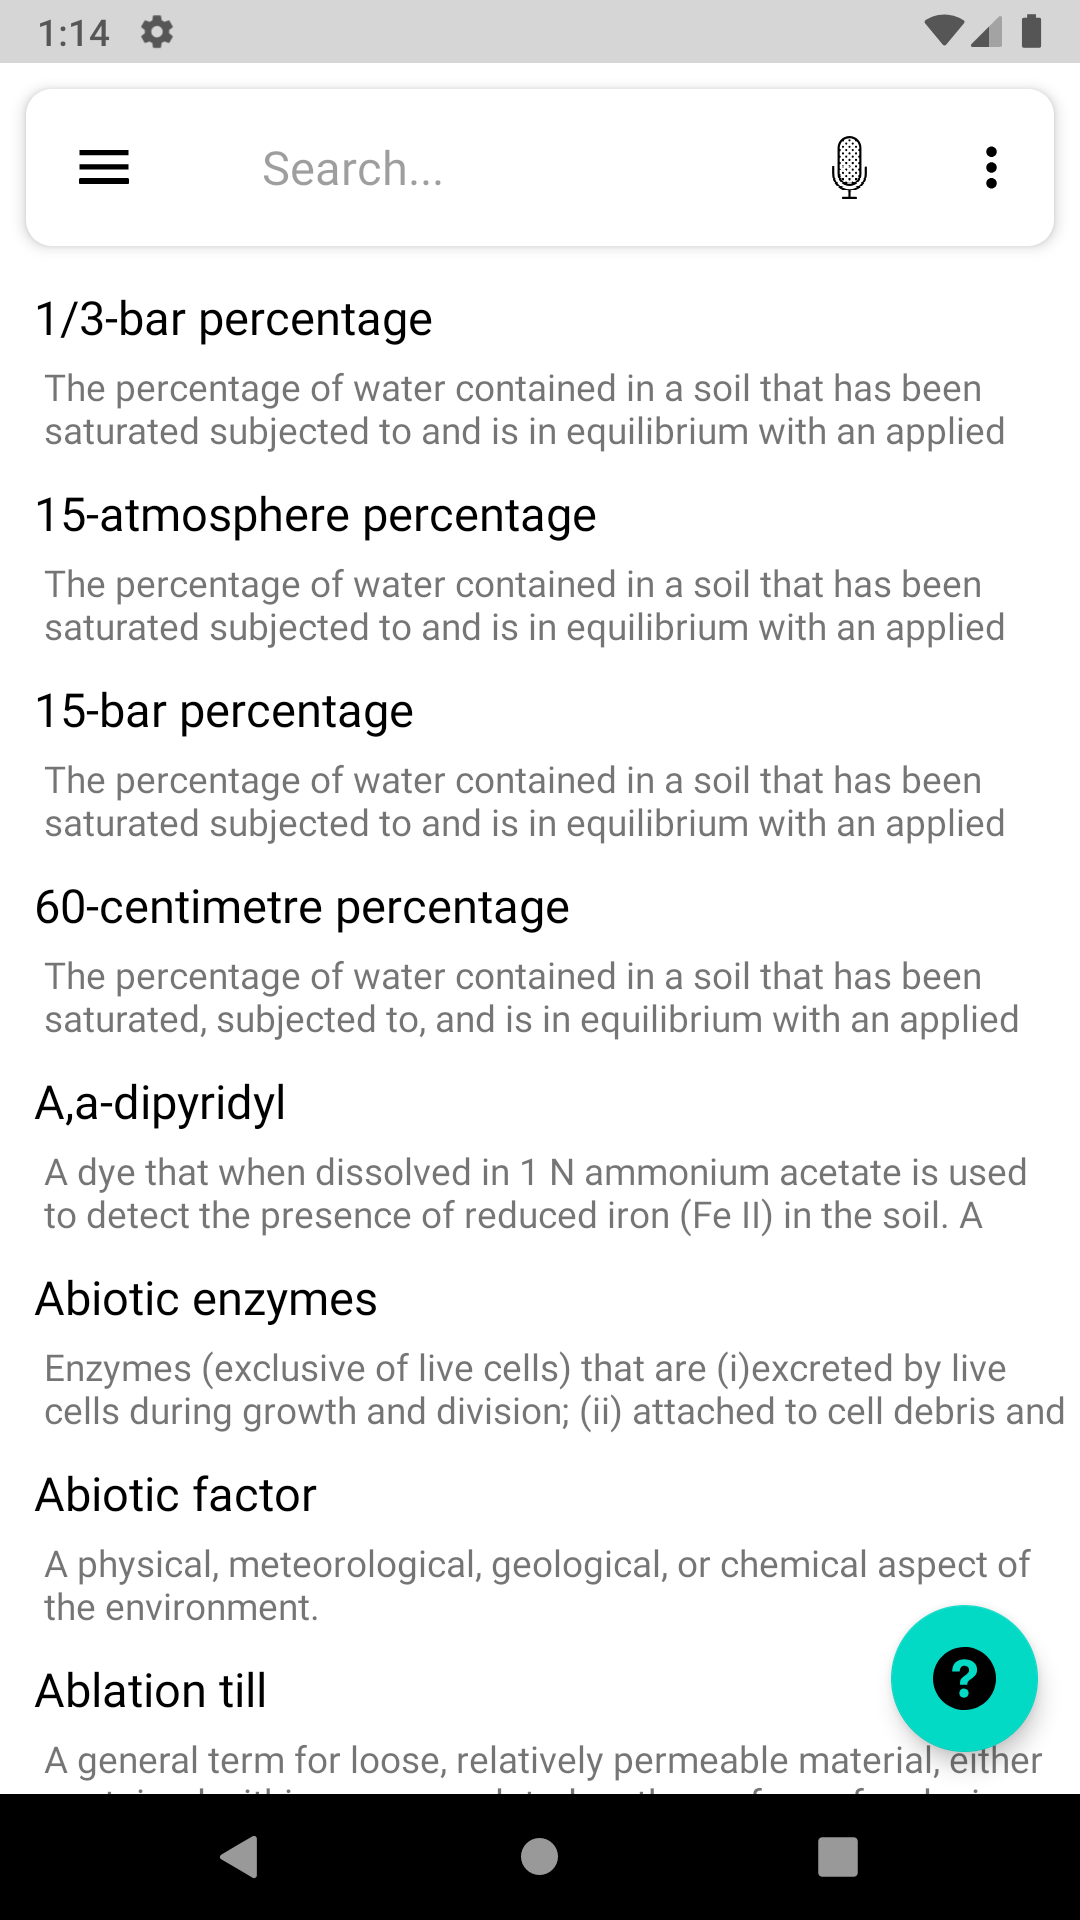 1:14
Search...
1/3-bar percentage
The percentage of water contained in a soil that has been
saturated subjected to and is in equilibrium with an applied
15-atmosphere percentage
The percentage of water contained in a soil that has been
saturated subjected to and is in equilibrium with an applied
15-bar percentage
The percentage of water contained in a soil that has been
saturated subjected to and is in equilibrium with an applied
60-centimetre percentage
The percentage of water contained in a soil that has been
saturated, subjected to, and is in equilibrium with an applied
A,a-dipyridyl
A dye that when dissolved in 1 N ammonium acetate is used
to detect the presence of reduced iron (Fe II) in the soil. A
Abiotic enzymes
Enzymes (exclusive of live cells) that are (i)excreted by live
cells during growth and division; (ii) attached to cell debris and
Abiotic factor
A physical, meteorological, geological, or chemical aspect of
the environment.
Ablation till
A general term for loose, relatively permeable material, either